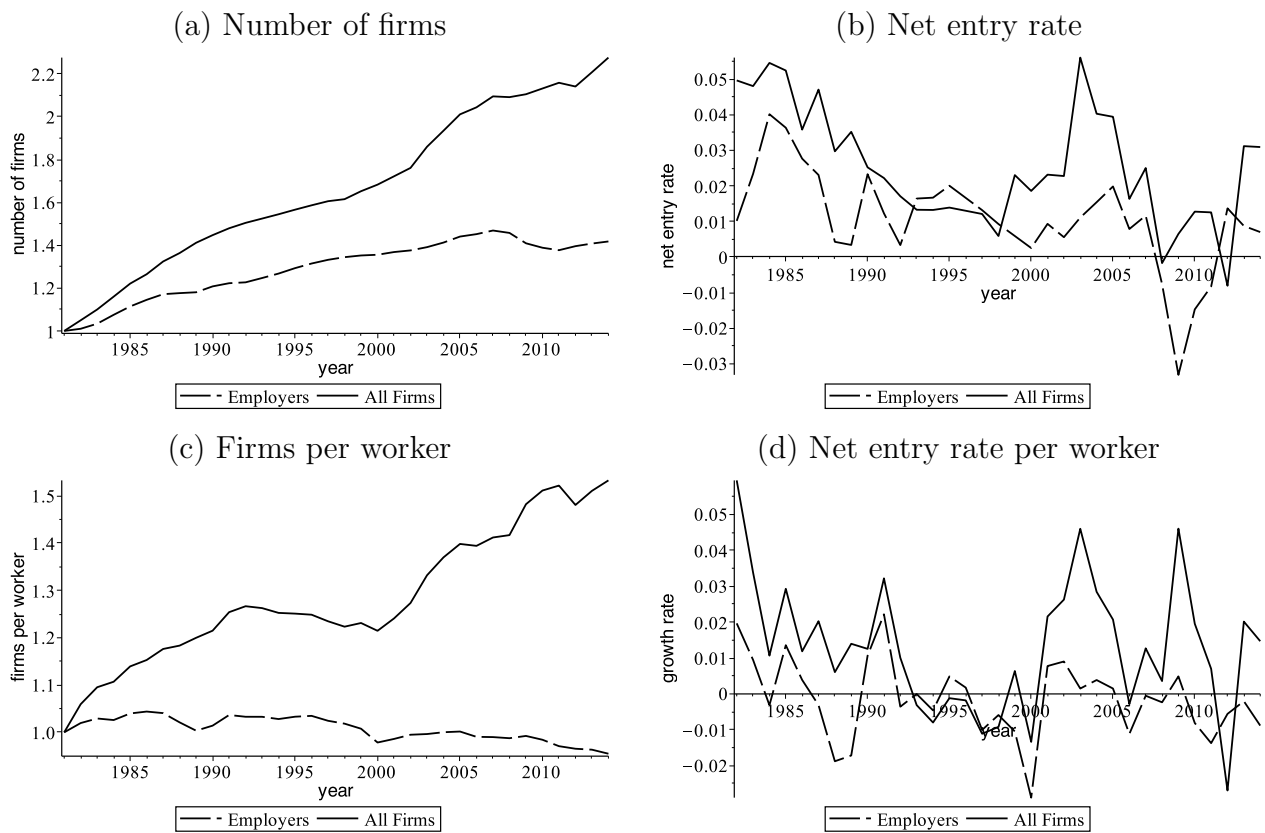 (a) Number of firms
number of firms
2.2
2
1.8
1.6
1.4
1.2
1
1985 1990 1995 2000 2005 2010
year
Employers All Firms
(b) Net entry rate
net entry rate
0.05
0.04
0.03
0.02
0.01
0
−0.01
−0.02
−0.03
1985 1990 1995 2000 2005 2010
year
Employers All Firms
(c) Firms per worker
firms per worker
1.5
1.4
1.3
1.2
1.1
1.0
1985 1990 1995 2000 2005 2010
year
Employers All Firms
(d) Net entry rate per worker
growth rate
0.05
0.04
0.03
0.02
0.01
0
−0.01
−0.02
1985 1990 1995 2000 2005 2010
year
Employers All Firms